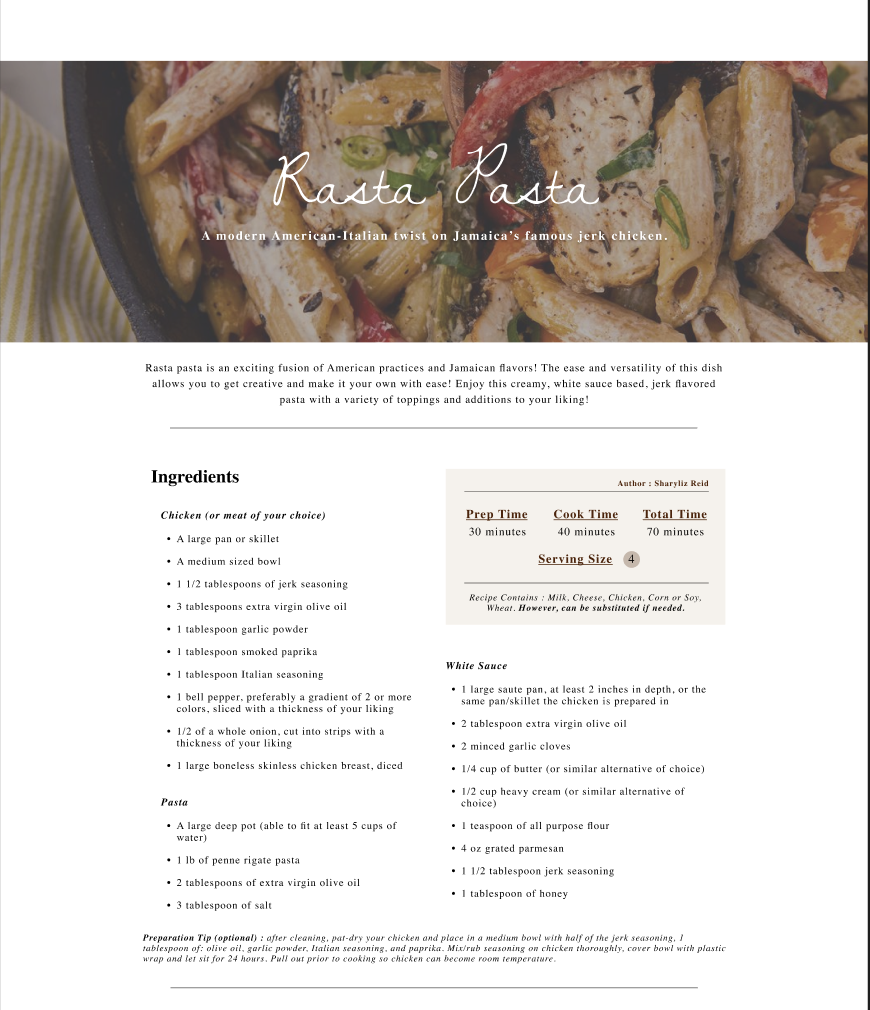 Rasta Pasta
A modern American-Italian twist on Jamaica's famous jerk chicken.
Rasta pasta is an exciting fusion of American practices and Jamaican flavors! The ease and versatility of this dish
allows you to get creative and make it your own with ease! Enjoy this creamy, white sauce based, jerk flavored
pasta with a variety of toppings and additions to your liking!
Ingredients
Chicken (or meat of your choice)
• A large pan or skillet
• A medium sized bowl
• 1 1/2 tablespoons of jerk seasoning
• 3 tablespoons extra virgin olive oil
• 1 tablespoon garlic powder
• 1 tablespoon smoked paprika
• 1 tablespoon Italian seasoning
• 1 bell pepper, preferably a gradient of 2 or more
colors, sliced with a thickness of your liking
• 1/2 of a whole onion, cut into strips with a
thickness of your liking
• 1 large boneless skinless chicken breast, diced
Pasta
• A large deep pot (able to fit at least 5 cups of
water)
• 1 lb of penne rigate pasta
• 2 tablespoons of extra virgin olive oil
• 3 tablespoon of salt
Author : Sharyliz Reid
Prep Time Cook Time Total Time
30 minutes 40 minutes 70 minutes
Serving Size 4
Recipe Contains : Milk, Cheese, Chicken, Corn or Soy,
Wheat. However, can be substituted if needed.
White Sauce
• 1 large saute pan, at least 2 inches in depth, or the
same pan/skillet the chicken is prepared in
• 2 tablespoon extra virgin olive oil
• 2 minced garlic cloves
• 1/4 cup of butter (or similar alternative of choice)
• 1/2 cup heavy cream (or similar alternative of
choice)
• 1 teaspoon of all purpose flour
• 4 oz grated parmesan
• 1 1/2 tablespoon jerk seasoning
• 1 tablespoon of honey
Preparation Tip (optional) : after cleaning, pat-dry your chicken and place in a medium bowl with half of the jerk seasoning, 1
tablespoon of: olive oil, garlic powder, Italian seasoning, and paprika. Mix/rub seasoning on chicken thoroughly, cover bowl with plastic
wrap and let sit for 24 hours. Pull out prior to cooking so chicken can become room temperature.